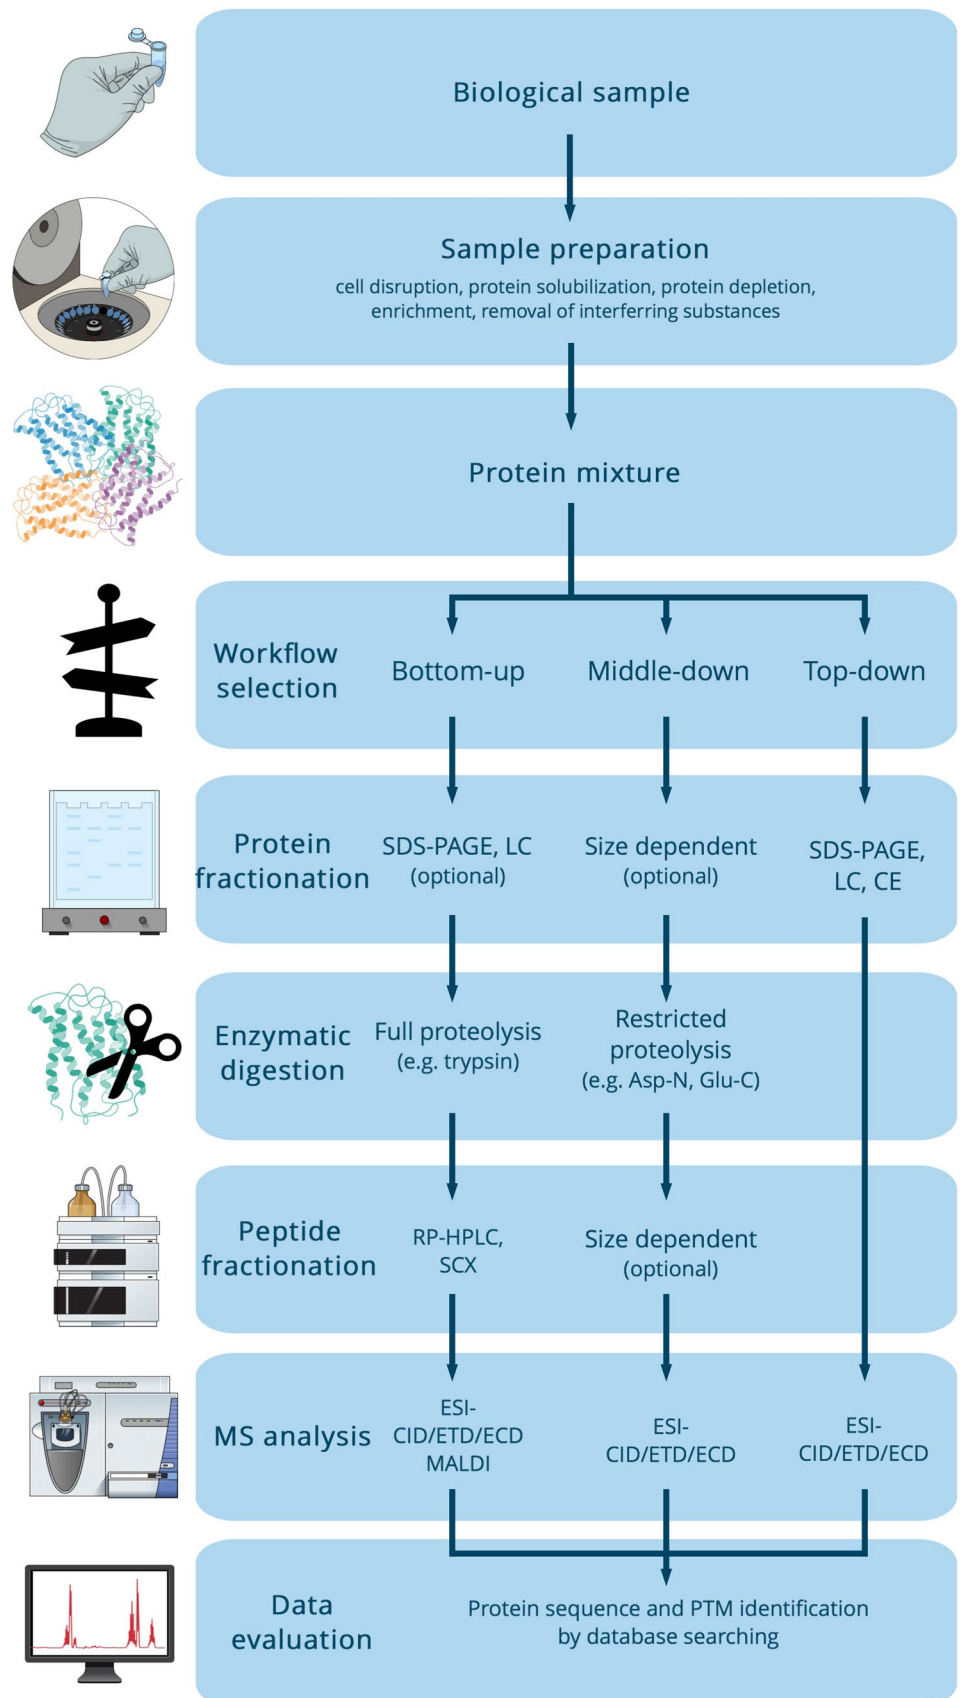 Biological sample
Sample preparation
cell disruption, protein solubilization, protein depletion,
enrichment, removal of interferring substances
Protein mixture
Workflow
selection
Bottom-up
Middle-down
Top-down
Protein
fractionation
SDS-PAGE, LC
(optional)
Size dependent
(optional)
SDS-PAGE,
LC, CE
Enzymatic
digestion
Full proteolysis
(e.g. trypsin)
Restricted
proteolysis
(e.g. Asp-N, Glu-C)
Peptide
fractionation
RP-HPLC,
SCX
Size dependent
(optional)
MS analysis
ESI-
CID/ETD/ECD
MALDI
ESI-
CID/ETD/ECD
ESI-
CID/ETD/ECD
Data
evaluation
Protein sequence and PTM identification
by database searching